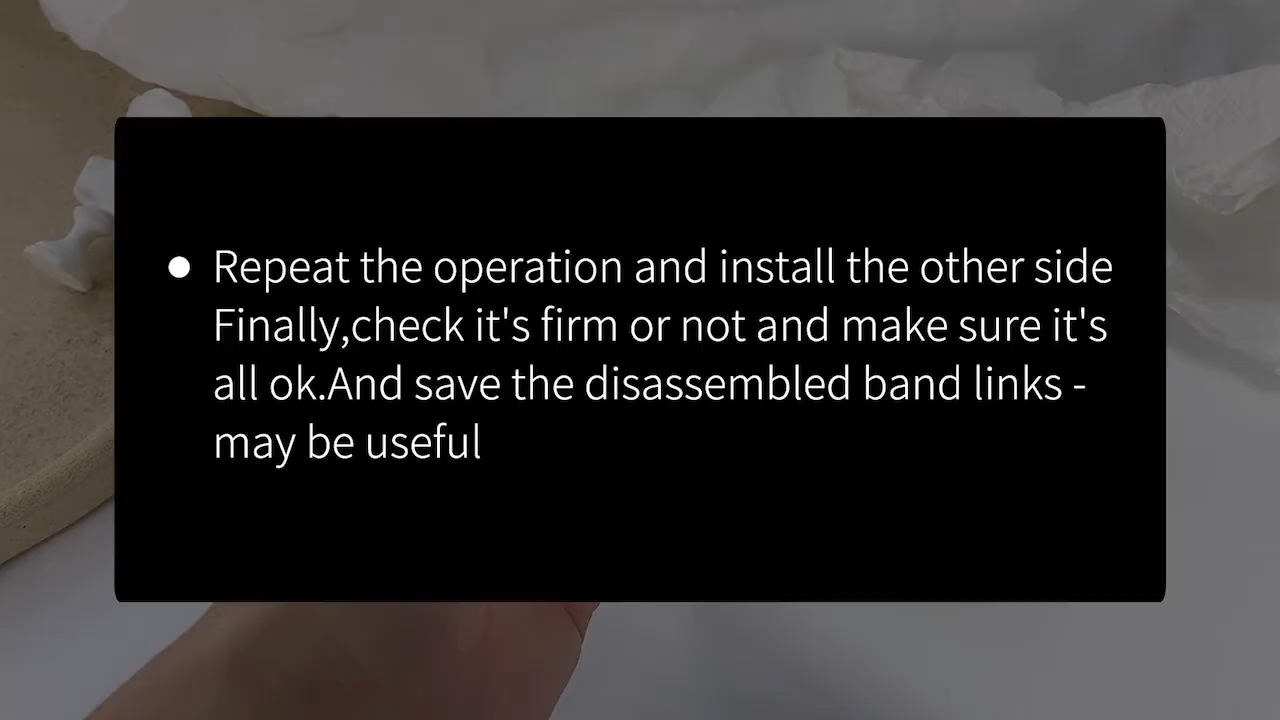 ● Repeat the operation and install the other side
Finally,check it's firm or not and make sure it's
all ok.And save the disassembled band links -
may be useful